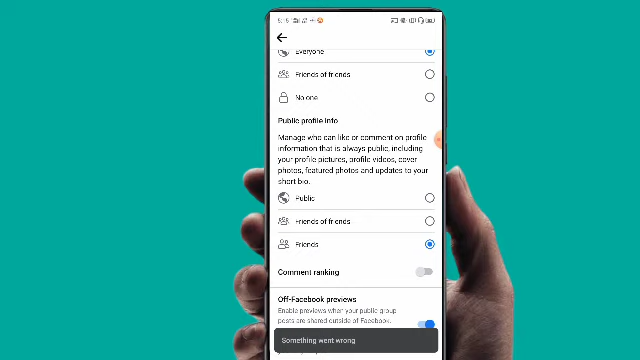 Everyone
Friends of friends
No one
Public profile info
Manage who can like or comment on profile
information that is always public, including
your profile pictures, profile videos, cover
photos, featured photos and updates to your
short bio.
Public
Friends of friends
Friends
Comment ranking
Off-Facebook previews
Enable previews when your public group
posts are shared outside of Facebook.
Something went wrong